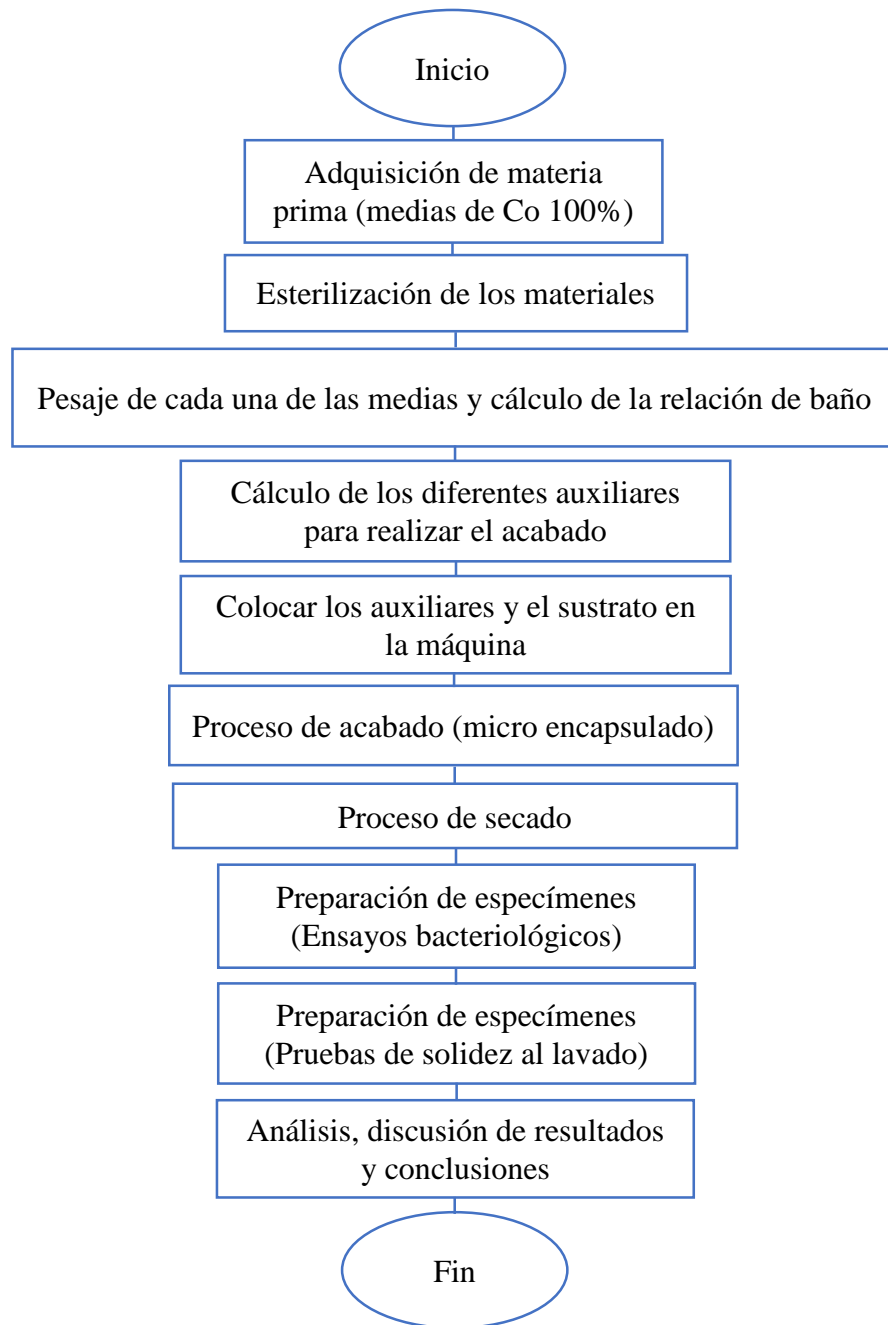 Inicio
Adquisición de materia
prima (medias de Co 100%)
Esterilización de los materiales
Pesaje de cada una de las medias y cálculo de la relación de baño
Cálculo de los diferentes auxiliares
para realizar el acabado
Colocar los auxiliares y el sustrato en
la máquina
Proceso de acabado (micro encapsulado)
Proceso de secado
Preparación de especímenes
(Ensayos bacteriológicos)
Preparación de especímenes
(Pruebas de solidez al lavado)
Análisis, discusión de resultados
y conclusiones
Fin